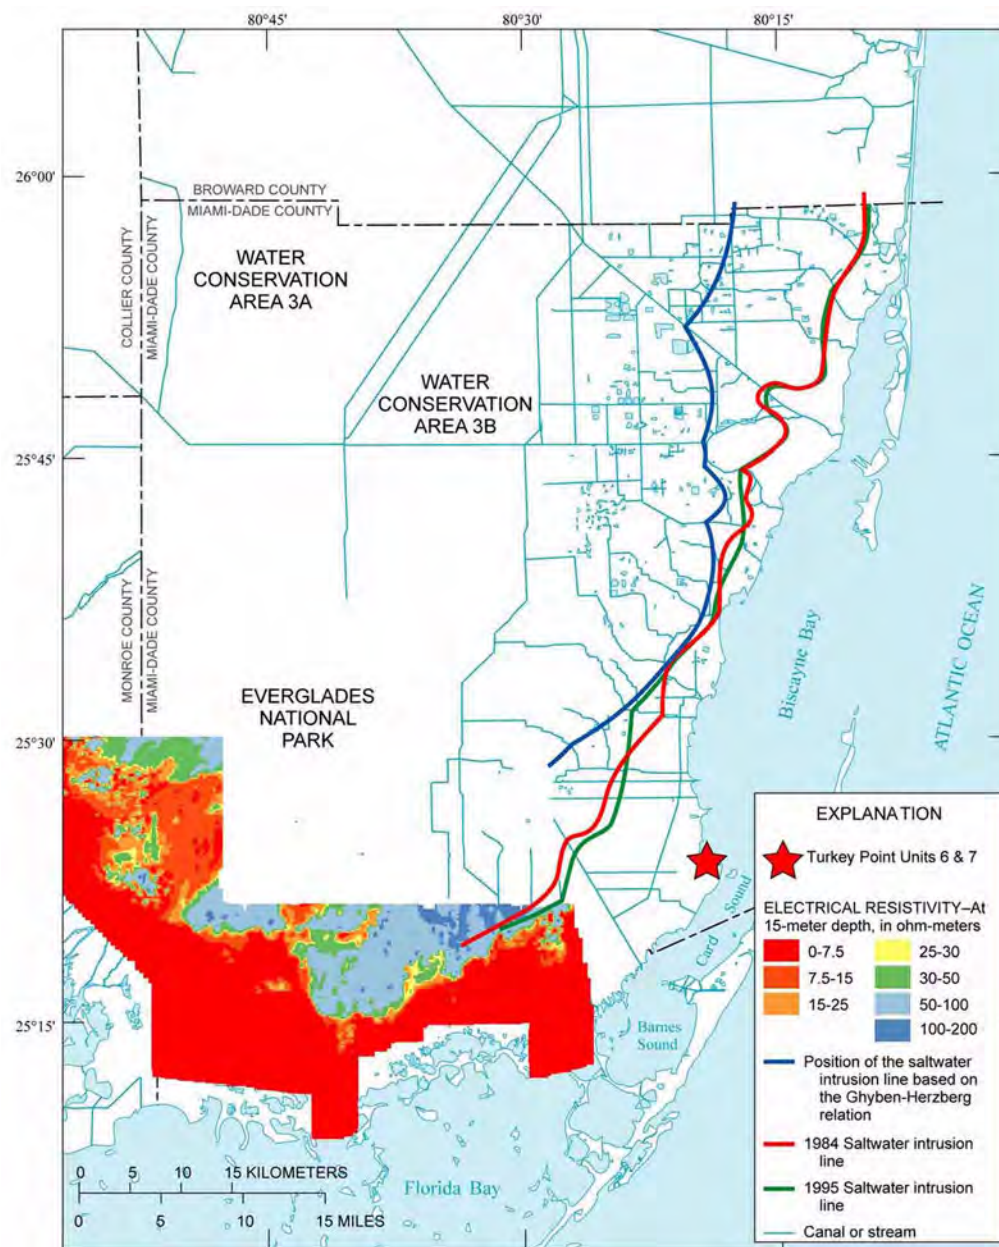 80°45'
80°30'
80°15'
26°00'
BROWARD COUNTY
MIAMI-DADE COUNTY
COLLIER COUNTY
MIAMI-DADE COUNTY
WATER
CONSERVATION
AREA 3A
WATER
CONSERVATION
AREA 3B
25°45'
MONROE COUNTY
MIAMI-DADE COUNTY
EVERGLADES
NATIONAL
PARK
Biscayne Bay
ATLANTIC OCEAN
25°30'
25°15'
Card Sound
Barnes
Sound
Florida Bay
0 5 10 15 KILOMETERS
0 5 10 15 MILES
EXPLANATION
Turkey Point Units 6 & 7
ELECTRICAL RESISTIVITY–At
15-meter depth, in ohm-meters
0-7.5
7.5-15
15-25
25-30
30-50
50-100
100-200
Position of the saltwater
intrusion line based on
the Ghyben-Herzberg
relation
1984 Saltwater intrusion
line
1995 Saltwater intrusion
line
Canal or stream